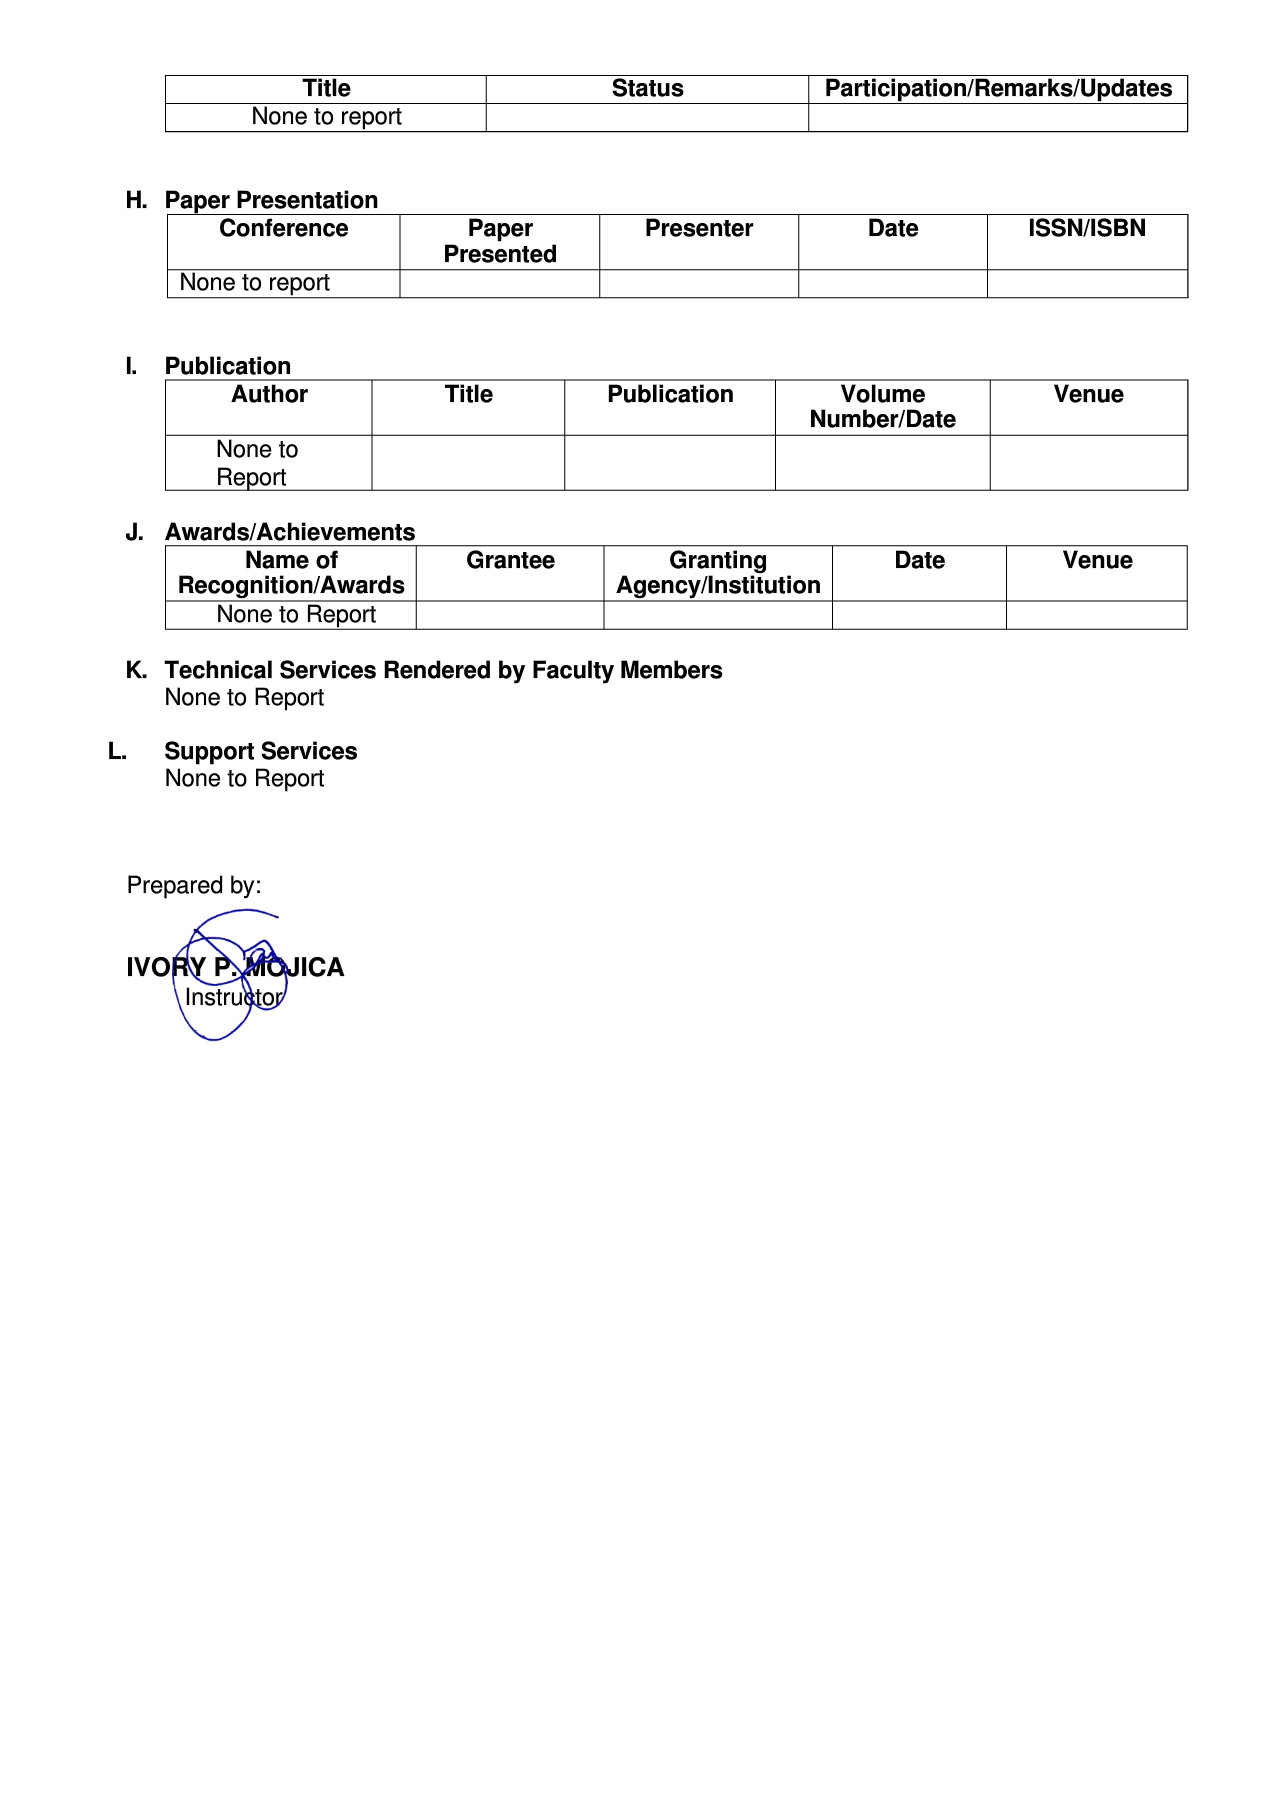 Title Status Participation/Remarks/Updates
None to report
H. Paper Presentation
Conference Paper Presenter Date ISSN/ISBN
Presented
None to report
I. Publication
Author Title Publication Volume Venue
Number/Date
None to
Report
J. Awards/Achievements
Name of Grantee Granting Date Venue
Recognition/Awards Agency/Institution
None to Report
K. Technical Services Rendered by Faculty Members
None to Report
L. Support Services
None to Report
Prepared by:
IVORY P. MOJICA
Instructor